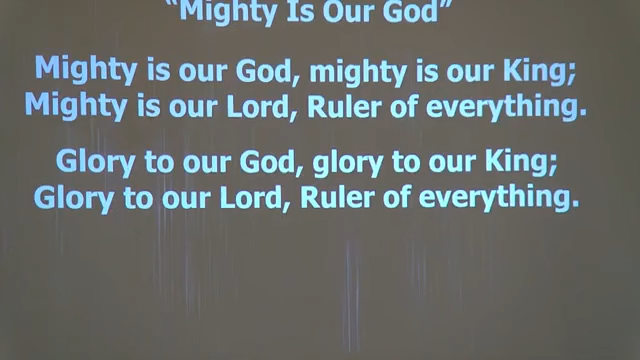 “Mighty Is Our God”
Mighty is our God, mighty is our King;
Mighty is our Lord, Ruler of everything.
Glory to our God, glory to our King;
Glory to our Lord, Ruler of everything.